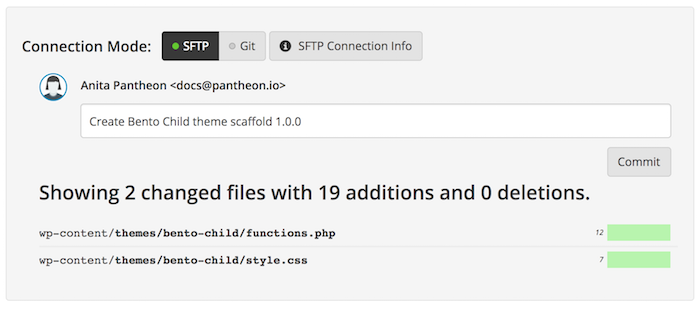 Connection Mode: SFTP Git SFTP Connection Info
Anita Pantheon <docs@pantheon.io>
Create Bento Child theme scaffold 1.0.0
Commit
Showing 2 changed files with 19 additions and 0 deletions.
wp-content/themes/bento-child/functions.php 12
wp-content/themes/bento-child/style.css 7